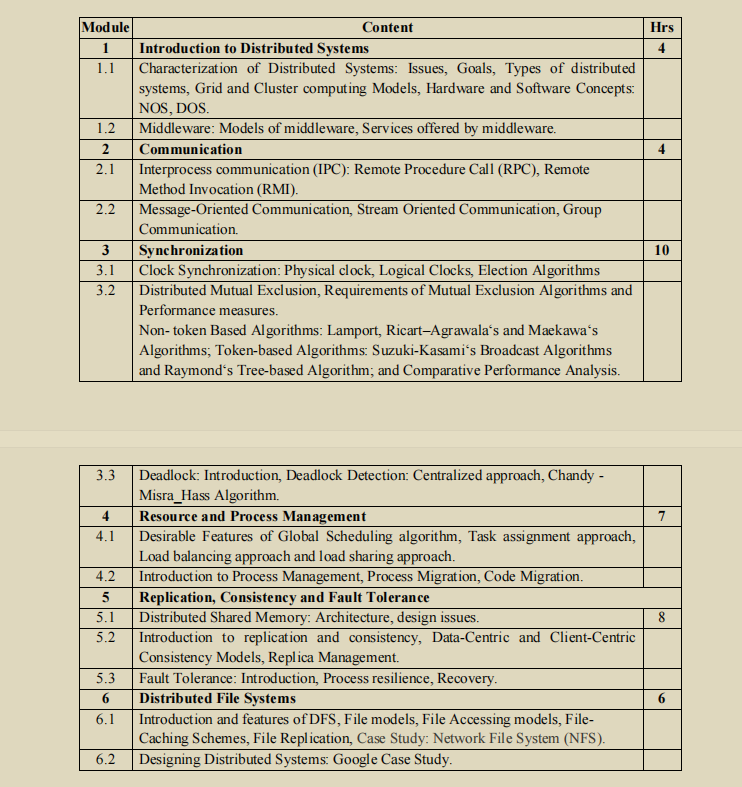 Module Content Hrs
1 Introduction to Distributed Systems 4
1.1 Characterization of Distributed Systems: Issues, Goals, Types of distributed
systems, Grid and Cluster computing Models, Hardware and Software Concepts:
NOS, DOS.
1.2 Middleware: Models of middleware, Services offered by middleware.
2 Communication 4
2.1 Interprocess communication (IPC): Remote Procedure Call (RPC), Remote
Method Invocation (RMI).
2.2 Message-Oriented Communication, Stream Oriented Communication, Group
Communication.
3 Synchronization 10
3.1 Clock Synchronization: Physical clock, Logical Clocks, Election Algorithms
3.2 Distributed Mutual Exclusion, Requirements of Mutual Exclusion Algorithms and
Performance measures.
Non- token Based Algorithms: Lamport, Ricart–Agrawala‘s and Maekawa‘s
Algorithms; Token-based Algorithms: Suzuki-Kasami‘s Broadcast Algorithms
and Raymond‘s Tree-based Algorithm; and Comparative Performance Analysis.
3.3 Deadlock: Introduction, Deadlock Detection: Centralized approach, Chandy -
Misra_Hass Algorithm.
4 Resource and Process Management 7
4.1 Desirable Features of Global Scheduling algorithm, Task assignment approach,
Load balancing approach and load sharing approach.
4.2 Introduction to Process Management, Process Migration, Code Migration.
5 Replication, Consistency and Fault Tolerance
5.1 Distributed Shared Memory: Architecture, design issues. 8
5.2 Introduction to replication and consistency, Data-Centric and Client-Centric
Consistency Models, Replica Management.
5.3 Fault Tolerance: Introduction, Process resilience, Recovery.
6 Distributed File Systems 6
6.1 Introduction and features of DFS, File models, File Accessing models, File-
Caching Schemes, File Replication, Case Study: Network File System (NFS).
6.2 Designing Distributed Systems: Google Case Study.